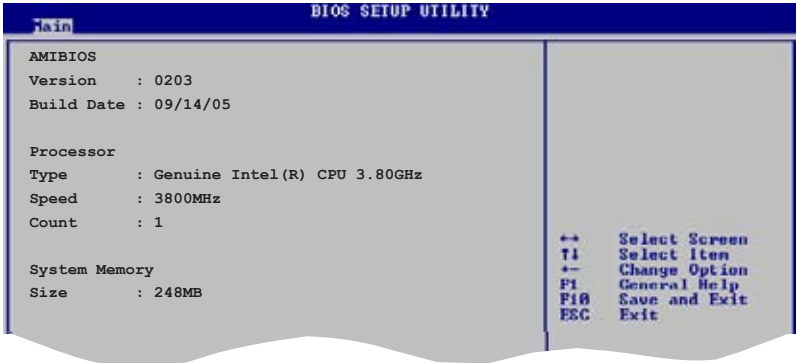 BIOS SETUP UTILITY
Main
AMIBIOS
Version : 0203
Build Date : 09/14/05
Processor
Type : Genuine Intel(R) CPU 3.80GHz
Speed : 3800MHz
Count : 1
System Memory
Size : 248MB
←→ Select Screen
↑↓ Select Item
+- Change Option
F1 General Help
F10 Save and Exit
ESC Exit